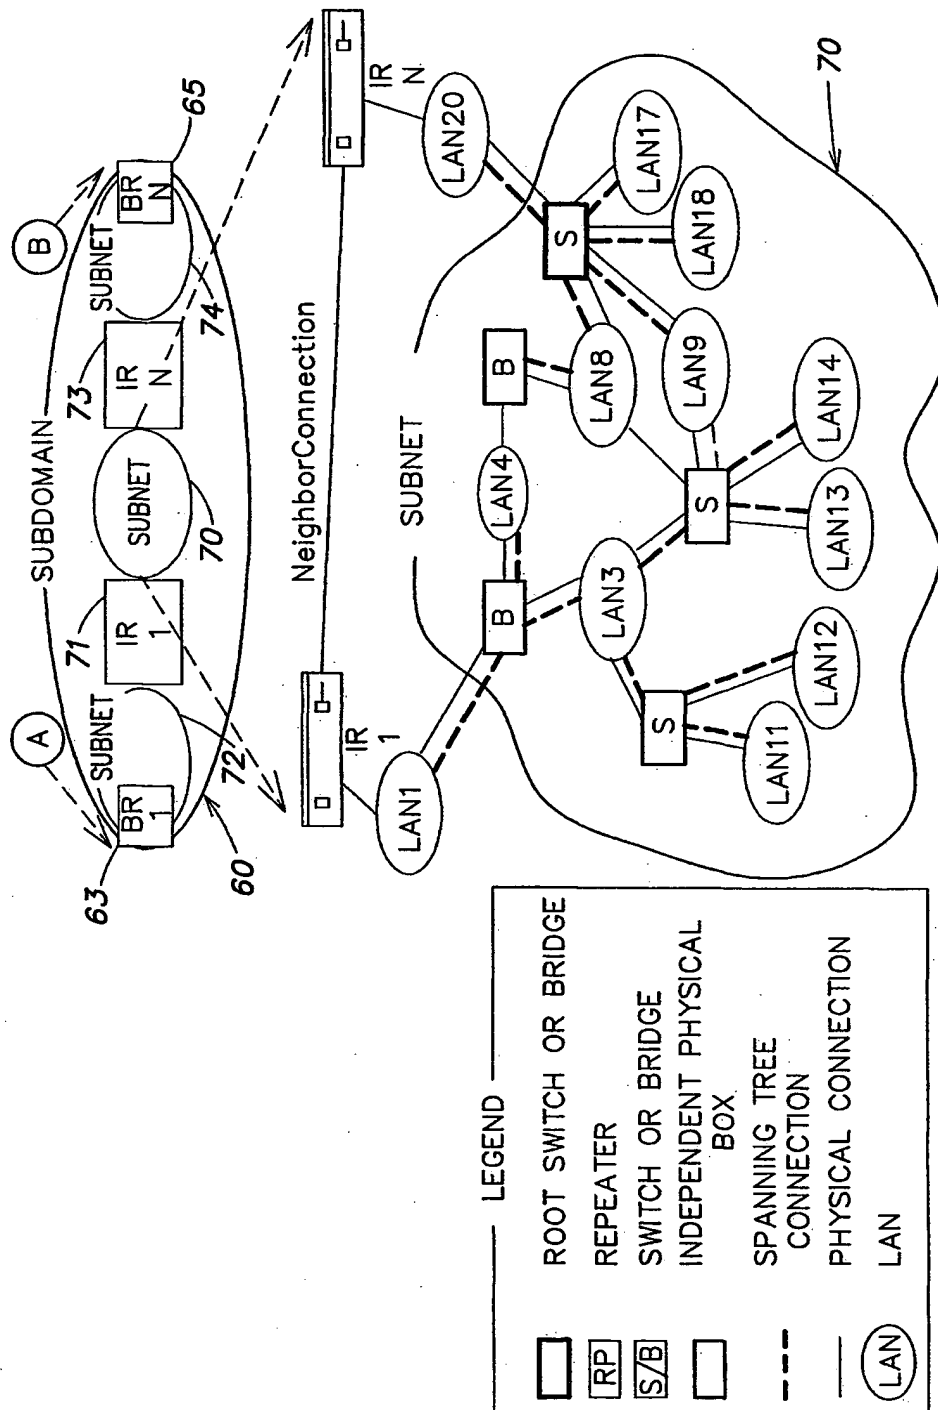 SUBDOMAIN
A
B
63
BR
1
SUBNET
71
IR
1
SUBNET
73
IR
N
SUBNET
BR
N
65
60
72
70
74
NeighborConnection
IR
1
IR
N
SUBNET
LAN1
LAN20
B
LAN4
B
S
LAN17
LAN18
LAN3
LAN8
LAN9
S
S
LAN11
LAN12
LAN13
LAN14
70
LEGEND
ROOT SWITCH OR BRIDGE
RP
REPEATER
S/B
SWITCH OR BRIDGE
INDEPENDENT PHYSICAL
BOX
SPANNING TREE
CONNECTION
PHYSICAL CONNECTION
LAN
LAN